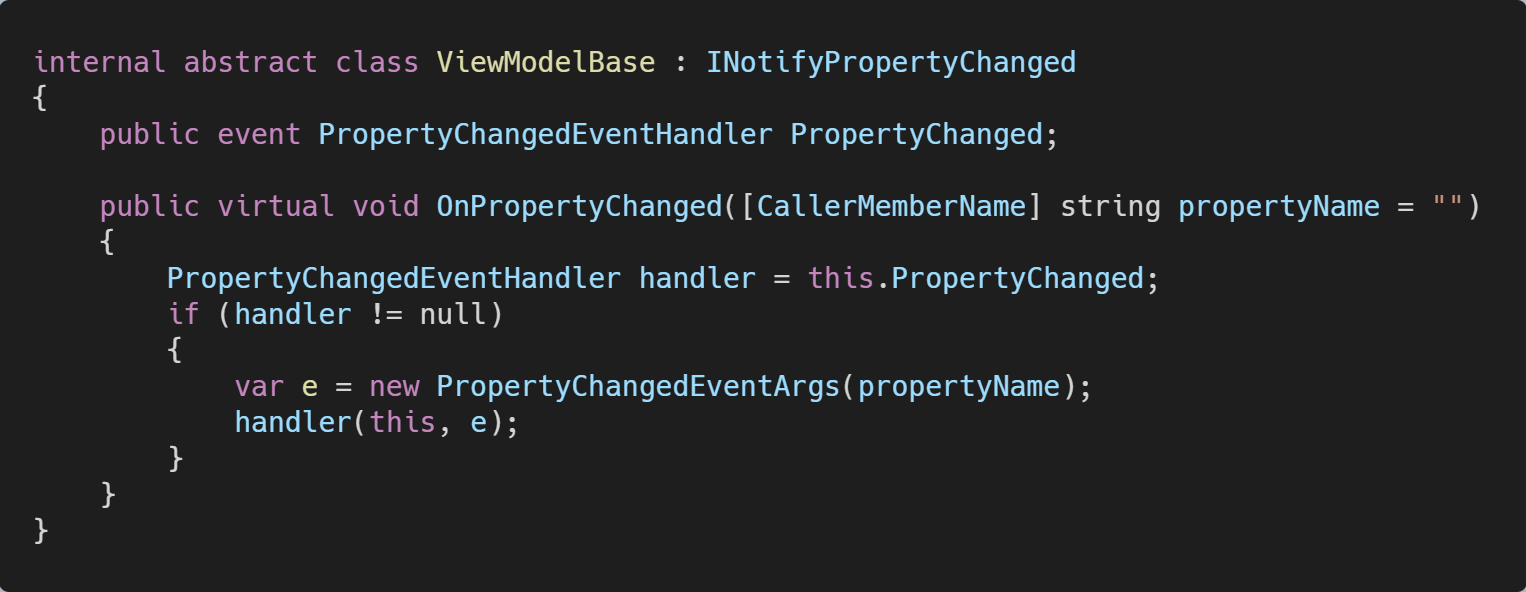 internal abstract class ViewModelBase : INotifyPropertyChanged
{
    public event PropertyChangedEventHandler PropertyChanged;

    public virtual void OnPropertyChanged([CallerMemberName] string propertyName = "")
    {
        PropertyChangedEventHandler handler = this.PropertyChanged;
        if (handler != null)
        {
            var e = new PropertyChangedEventArgs(propertyName);
            handler(this, e);
        }
    }
}